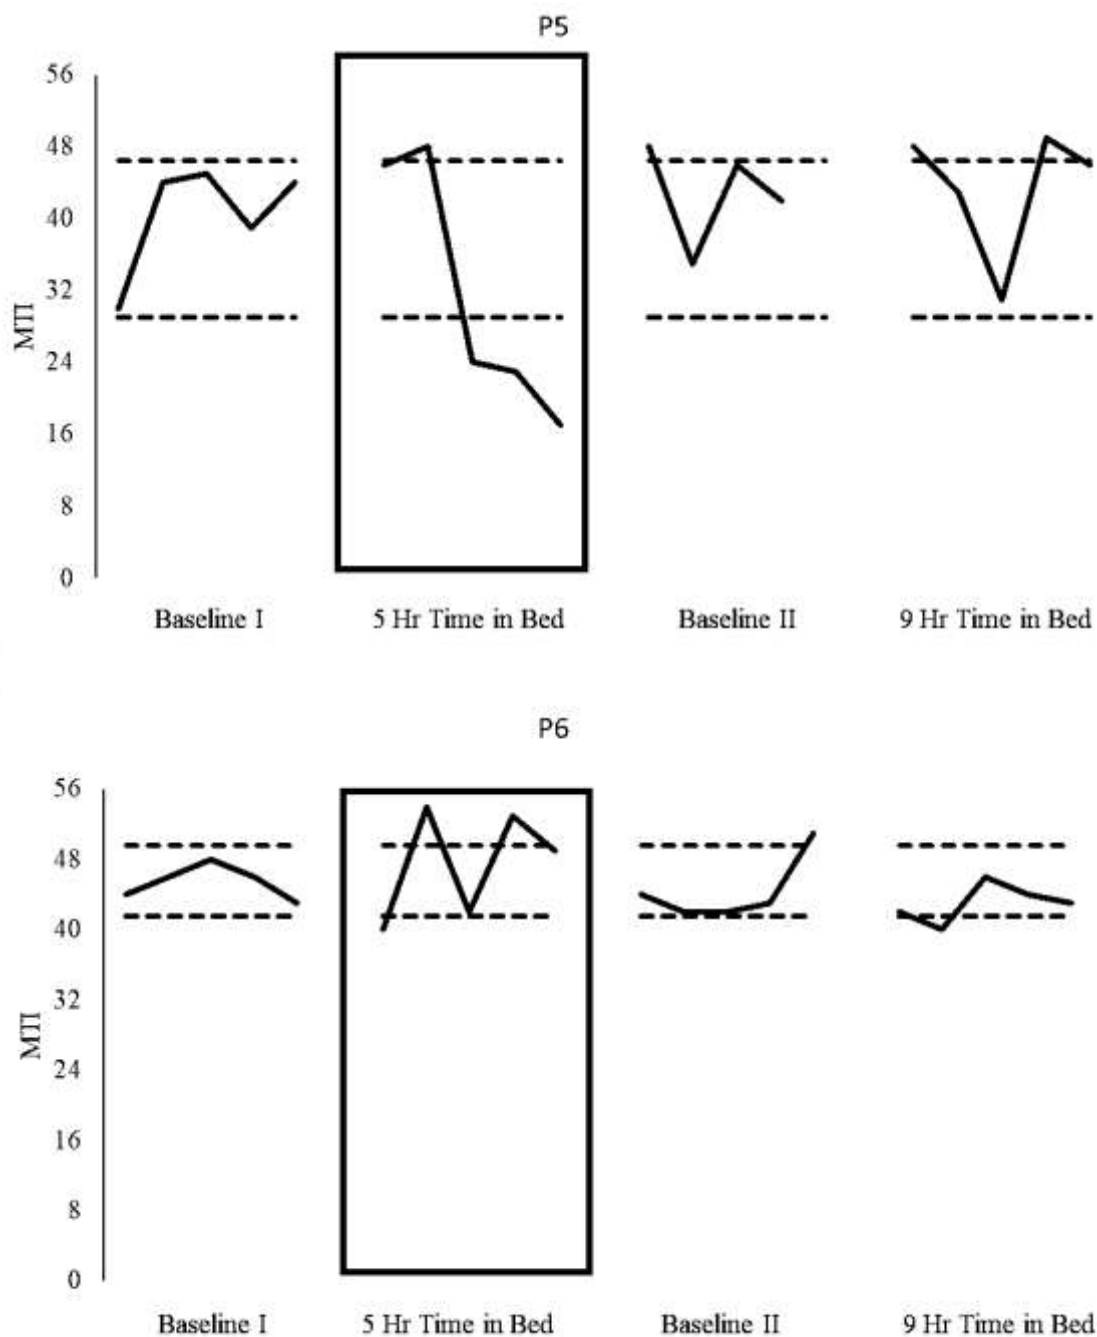 P5
56
48
40
32
24
16
8
0
MTI
Baseline I
5 Hr Time in Bed
Baseline II
9 Hr Time in Bed
P6
56
48
40
32
24
16
8
0
MTI
Baseline I
5 Hr Time in Bed
Baseline II
9 Hr Time in Bed